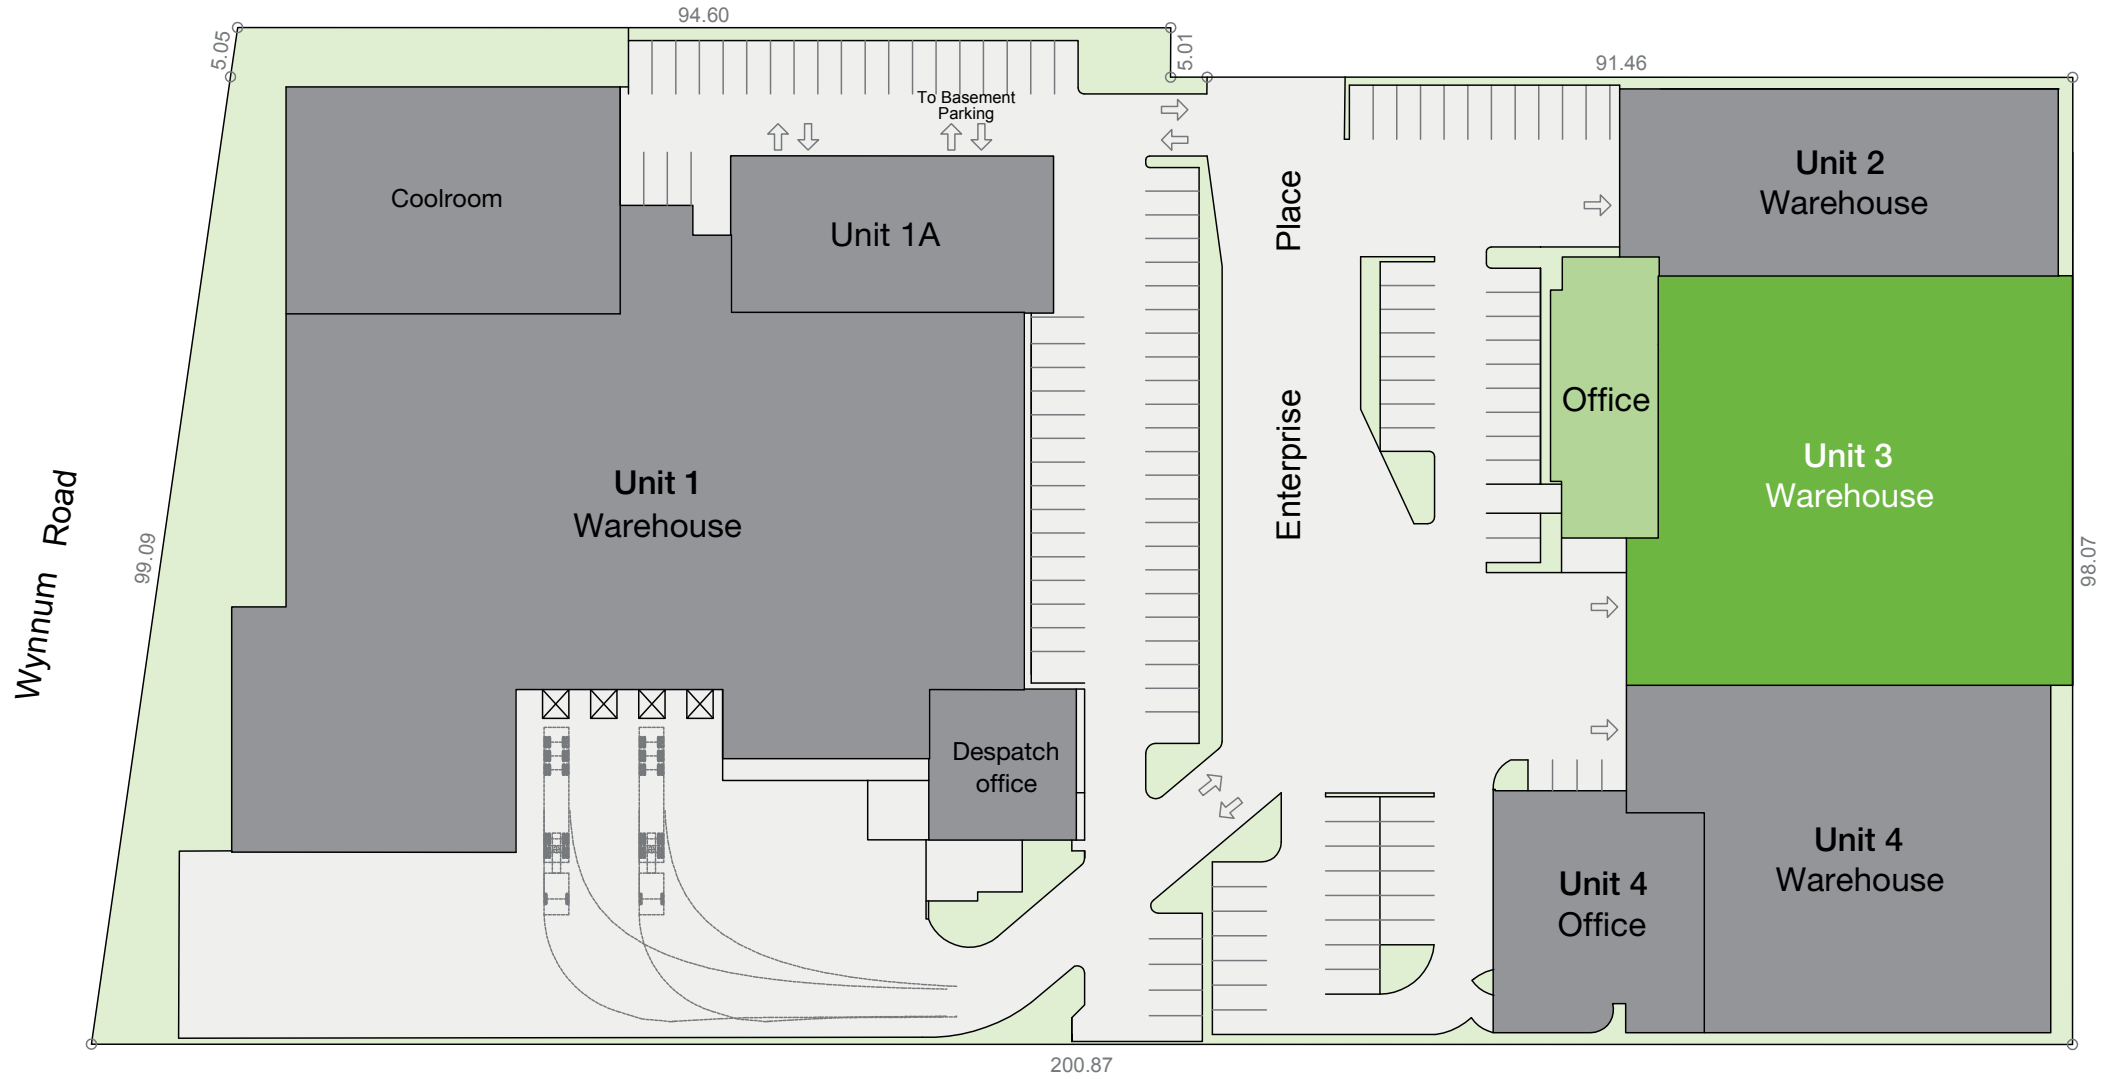 94.60
5.05
5.01
91.46
To Basement
Parking
Coolroom
Unit 1A
Place
Unit 2
Warehouse
Office
Enterprise
Unit 3
Warehouse
Unit 1
Warehouse
Wynnum Road
99.09
98.07
Despatch
office
Unit 4
Warehouse
Unit 4
Office
200.87